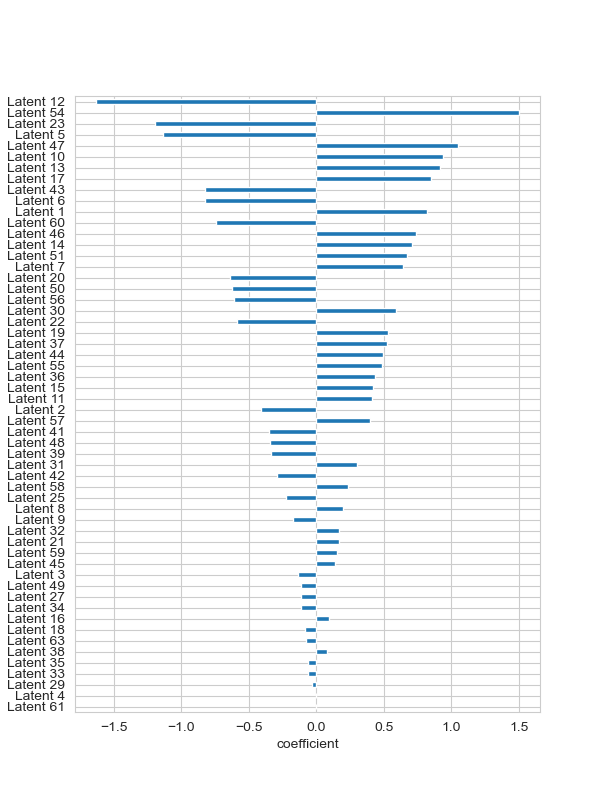 Latent 12
Latent 54
Latent 23
Latent 5
Latent 47
Latent 10
Latent 13
Latent 17
Latent 43
Latent 6
Latent 1
Latent 60
Latent 46
Latent 14
Latent 51
Latent 7
Latent 20
Latent 50
Latent 56
Latent 30
Latent 22
Latent 19
Latent 37
Latent 44
Latent 55
Latent 36
Latent 15
Latent 11
Latent 2
Latent 57
Latent 41
Latent 48
Latent 39
Latent 31
Latent 42
Latent 58
Latent 25
Latent 8
Latent 9
Latent 32
Latent 21
Latent 59
Latent 45
Latent 3
Latent 49
Latent 27
Latent 34
Latent 16
Latent 18
Latent 63
Latent 38
Latent 35
Latent 33
Latent 29
Latent 4
Latent 61
−1.5 −1.0 −0.5 0.0 0.5 1.0 1.5
coefficient